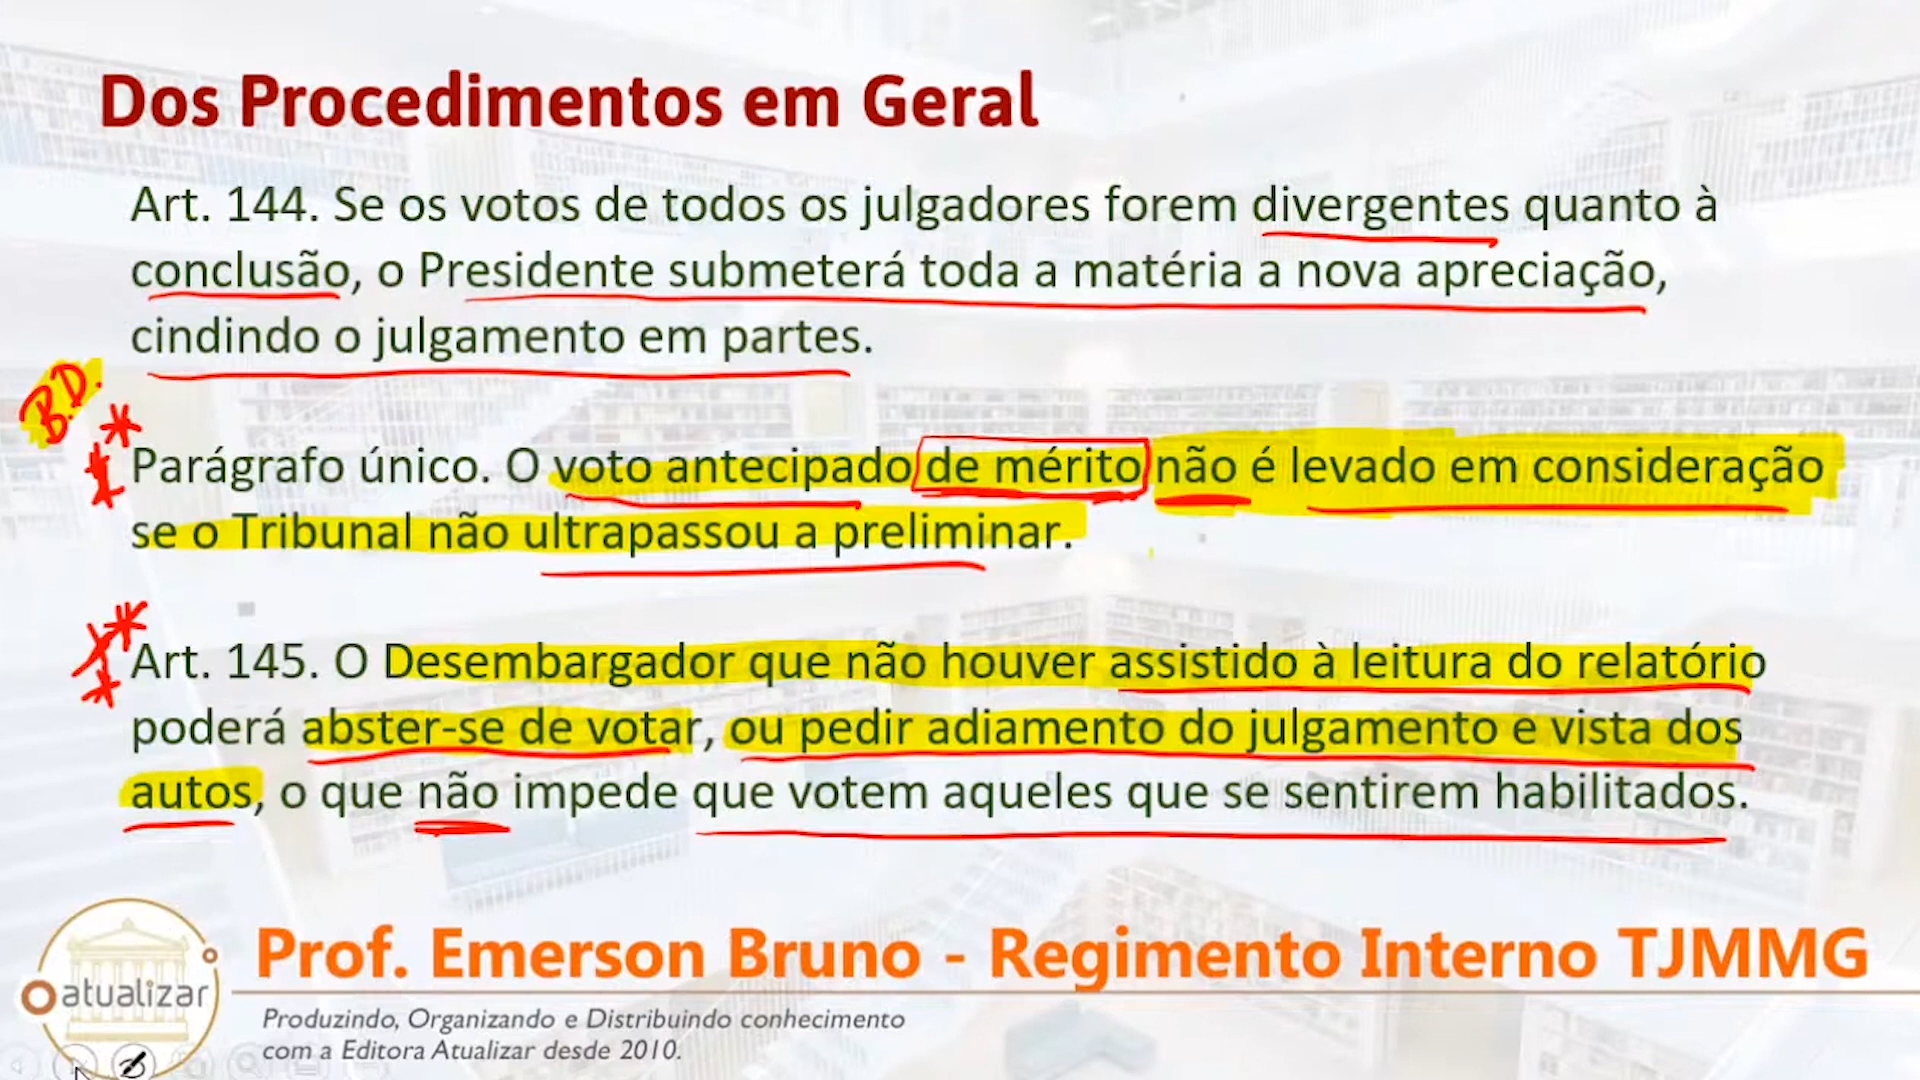 Dos Procedimentos em Geral
Art. 144. Se os votos de todos os julgadores forem divergentes quanto à
conclusão, o Presidente submeterá toda a matéria a nova apreciação,
cindindo o julgamento em partes.
B.D.
Parágrafo único. O voto antecipado de mérito não é levado em consideração
se o Tribunal não ultrapassou a preliminar.
Art. 145. O Desembargador que não houver assistido à leitura do relatório
poderá abster-se de votar, ou pedir adiamento do julgamento e vista dos
autos, o que não impede que votem aqueles que se sentirem habilitados.
Prof. Emerson Bruno - Regimento Interno TJMMG
atualizar
Produzindo, Organizando e Distribuindo conhecimento
com a Editora Atualizar desde 2010.